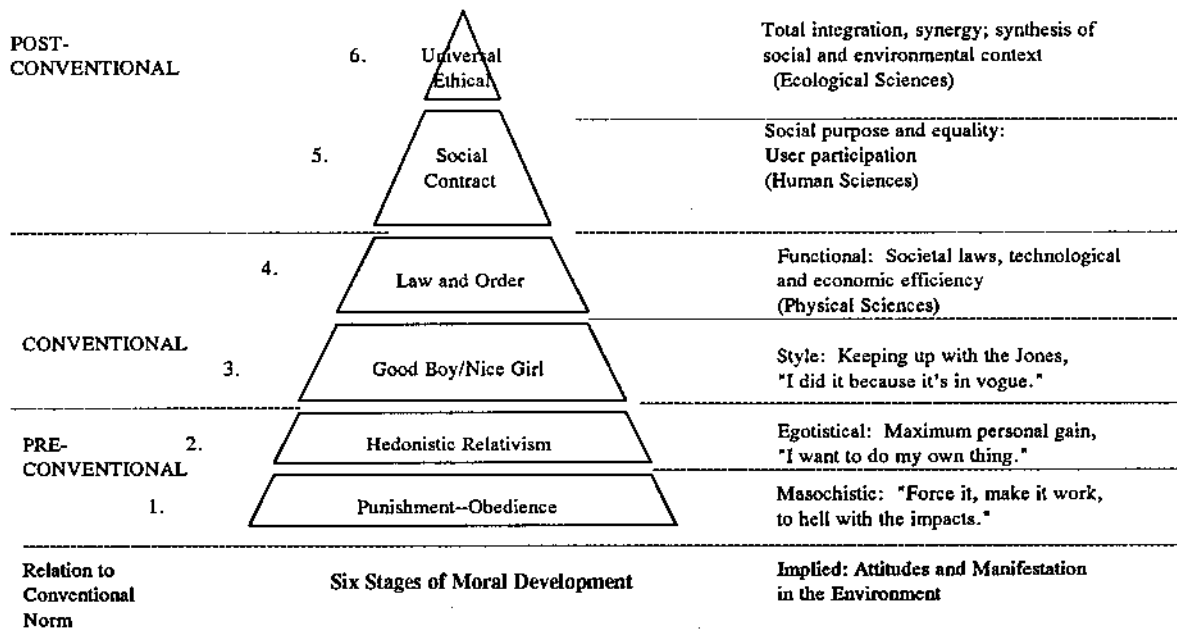 POST-
CONVENTIONAL
6.
Universal
Ethical
Total integration, synergy; synthesis of
social and environmental context
(Ecological Sciences)
5.
Social
Contract
Social purpose and equality:
User participation
(Human Sciences)
4.
Law and Order
Functional: Societal laws, technological
and economic efficiency
(Physical Sciences)
CONVENTIONAL
3.
Good Boy/Nice Girl
Style: Keeping up with the Jones,
"I did it because it's in vogue."
PRE-
CONVENTIONAL
2.
Hedonistic Relativism
Egotistical: Maximum personal gain,
"I want to do my own thing."
1.
Punishment--Obedience
Masochistic: "Force it, make it work,
to hell with the impacts."
Relation to
Conventional
Norm
Six Stages of Moral Development
Implied: Attitudes and Manifestation
in the Environment